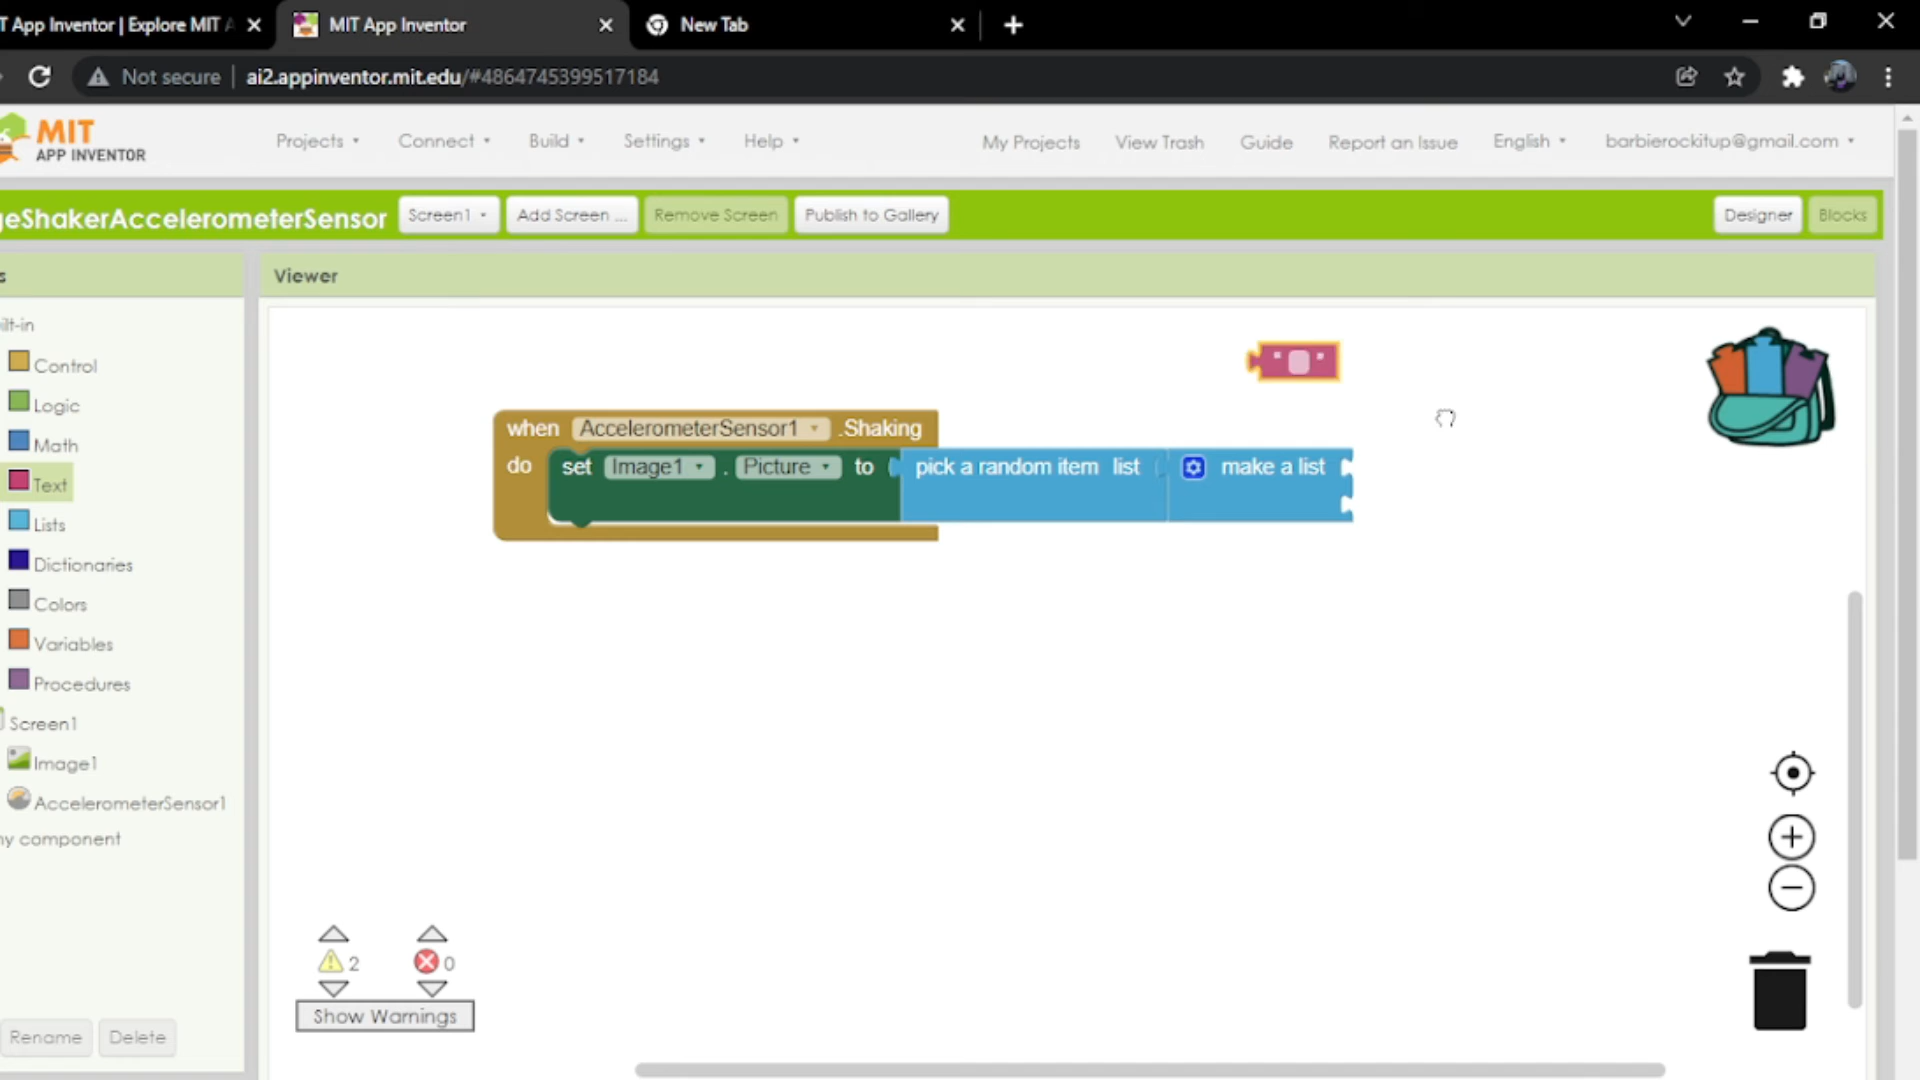 T App Inventor | Explore MIT A
MIT App Inventor
New Tab
Not secure
ai2.appinventor.mit.edu/#4864745399517184
MIT
APP INVENTOR
Projects
Connect
Build
Settings
Help
My Projects
View Trash
Guide
Report an Issue
English
barbierockitup@gmail.com
geShakerAccelerometerSensor
Screen1
Add Screen ...
Remove Screen
Publish to Gallery
Designer
Blocks
s
Viewer
ilt-in
Control
Logic
Math
Text
Lists
Dictionaries
Colors
Variables
Procedures
Screen1
Image1
AccelerometerSensor1
ny component
Rename
Delete
" "
when AccelerometerSensor1 .Shaking
do set Image1 . Picture to pick a random item list make a list
2
0
Show Warnings